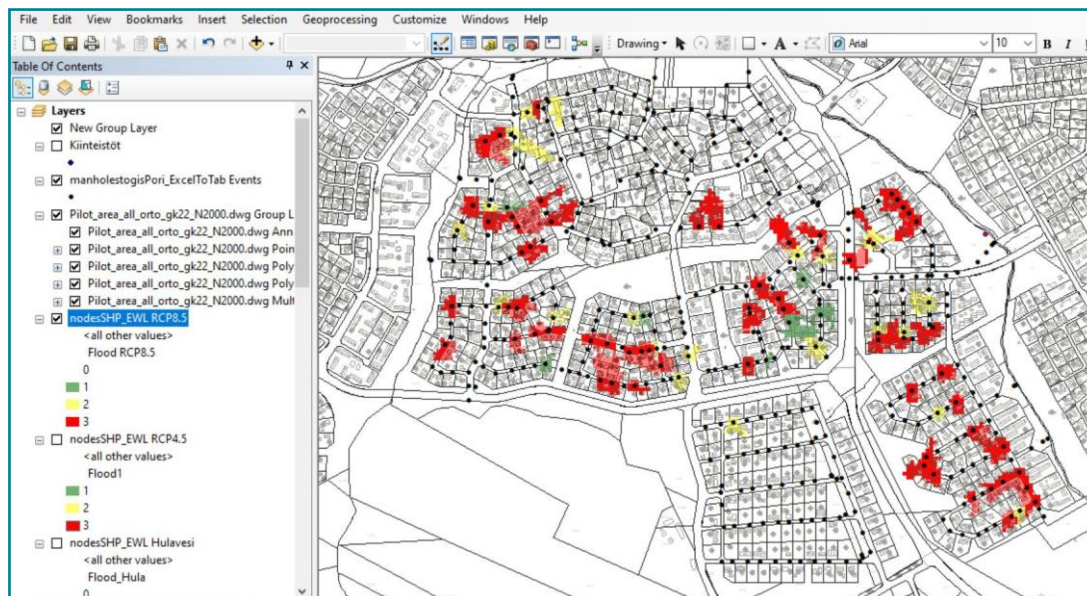 File Edit View Bookmarks Insert Selection Geoprocessing Customize Windows Help
Drawing Arial 10 B I
Table Of Contents
Layers
New Group Layer
Kiinteistöt
manholestogisPori_ExcelToTab Events
Pilot_area_all_orto_gk22_N2000.dwg Group L
Pilot_area_all_orto_gk22_N2000.dwg Ann
Pilot_area_all_orto_gk22_N2000.dwg Poin
Pilot_area_all_orto_gk22_N2000.dwg Poly
Pilot_area_all_orto_gk22_N2000.dwg Poly
Pilot_area_all_orto_gk22_N2000.dwg Mult
nodesSHP_EWL RCP8.5
<all other values>
Flood RCP8.5
0
1
2
3
nodesSHP_EWL RCP4.5
<all other values>
Flood1
1
2
3
nodesSHP_EWL Hulavesi
<all other values>
Flood_Hula
0